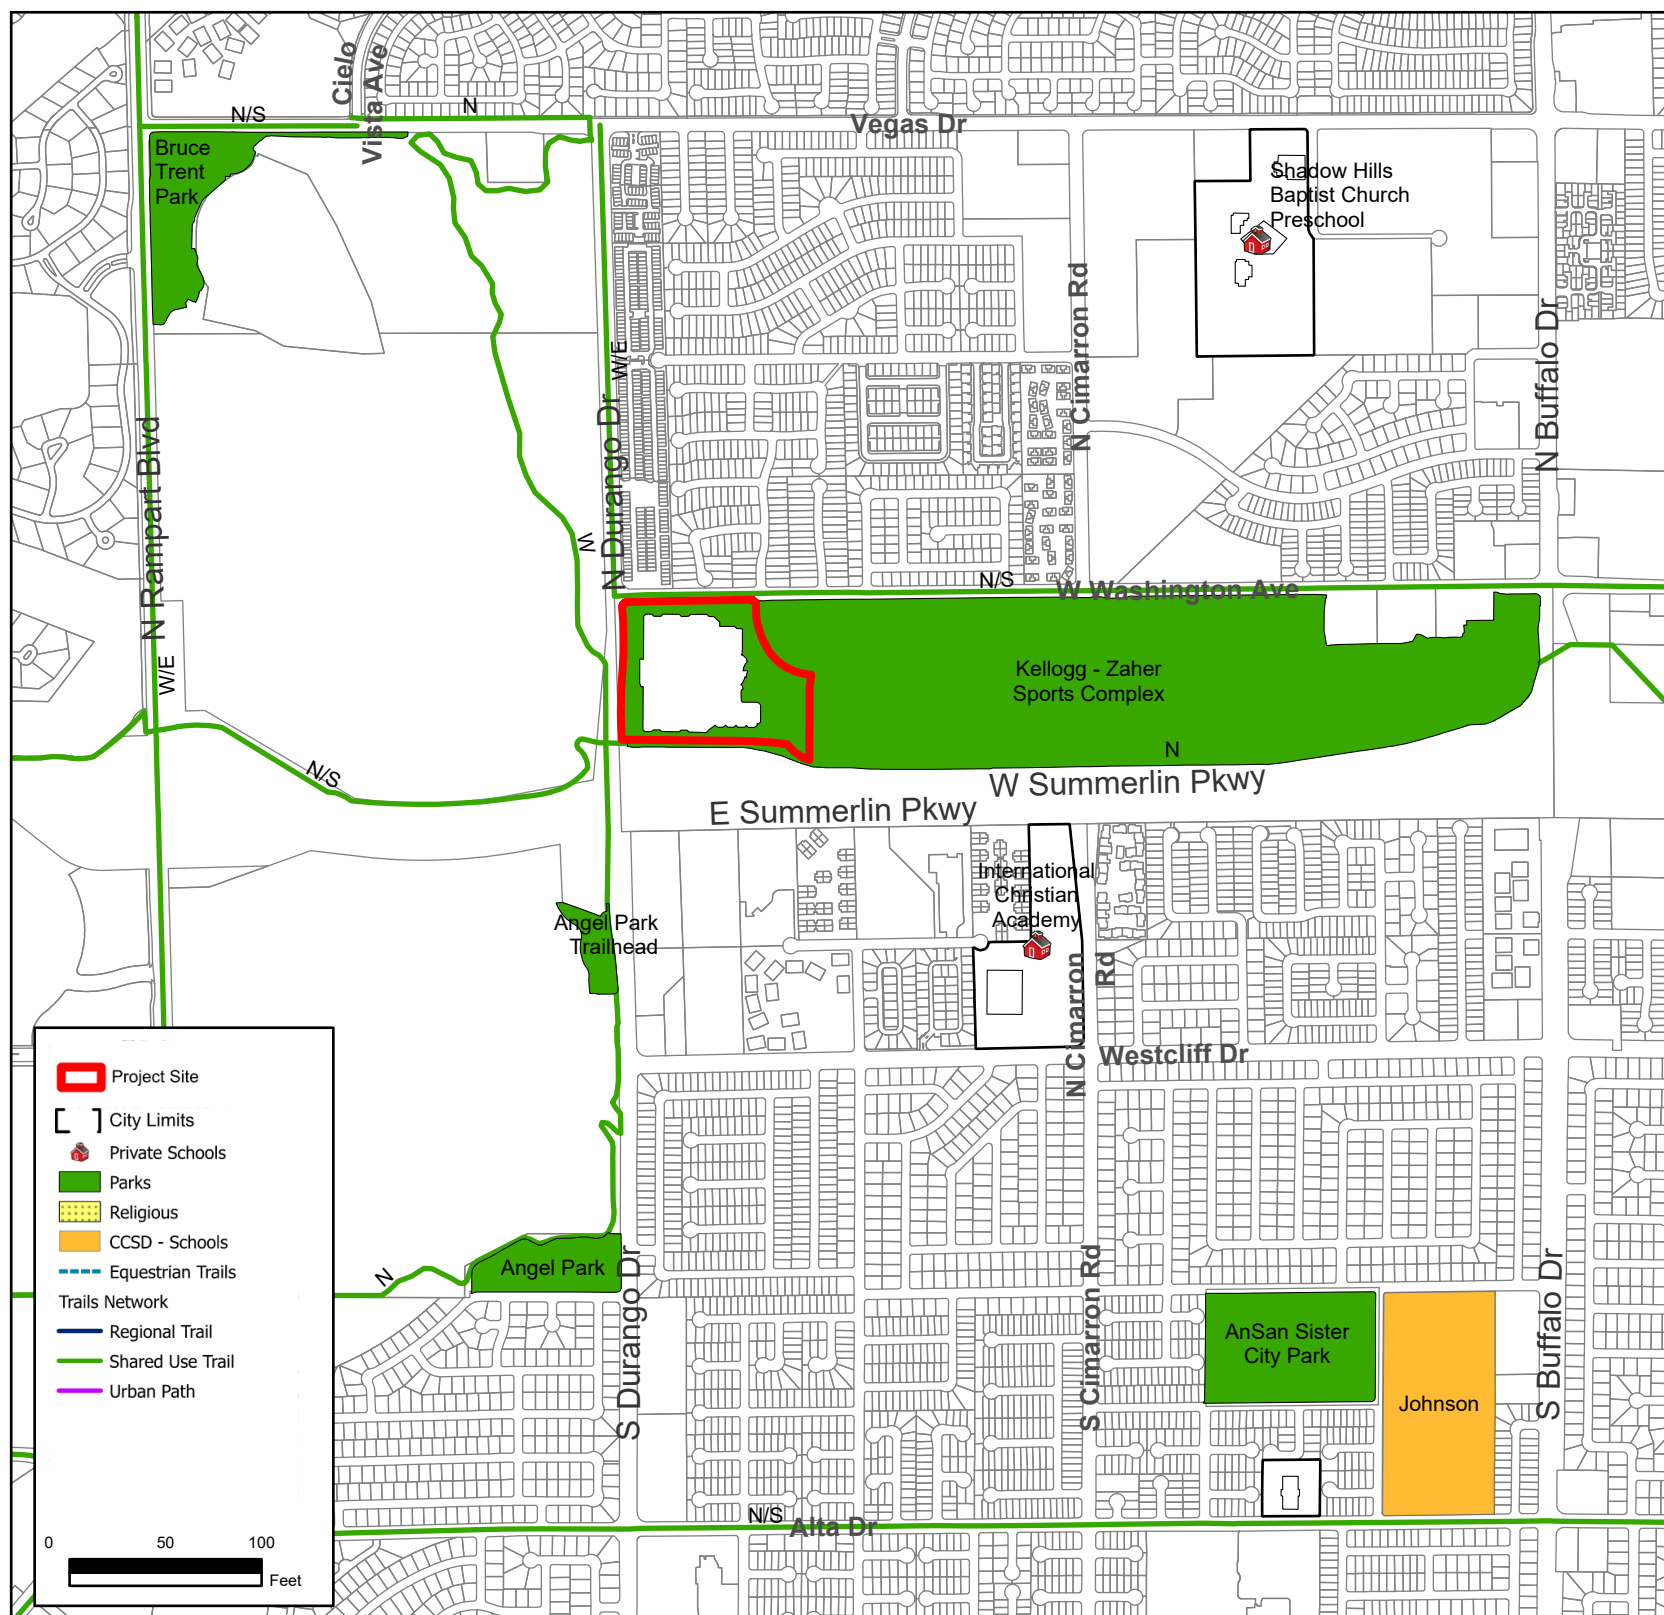 Cielo
Vista Ave
N/S
N
Vegas Dr
Bruce
Trent
Park
Shadow Hills
Baptist Church
Preschool
N Cimarron Rd
N Buffalo Dr
W/E
N Durango Dr
N Rampart Blvd
W
N/S
W Washington Ave
W/E
Kellogg - Zaher
Sports Complex
N
N/S
W Summerlin Pkwy
E Summerlin Pkwy
International
Christian
Academy
Angel Park
Trailhead
N Cimarron
Rd
Westcliff Dr
Project Site
City Limits
Private Schools
Parks
Religious
CCSD - Schools
Equestrian Trails
Trails Network
Regional Trail
Shared Use Trail
Urban Path
0 50 100
Feet
N
Angel Park
S Durango Dr
S Cimarron Rd
AnSan Sister
City Park
Johnson
S Buffalo Dr
N/S
Alta Dr